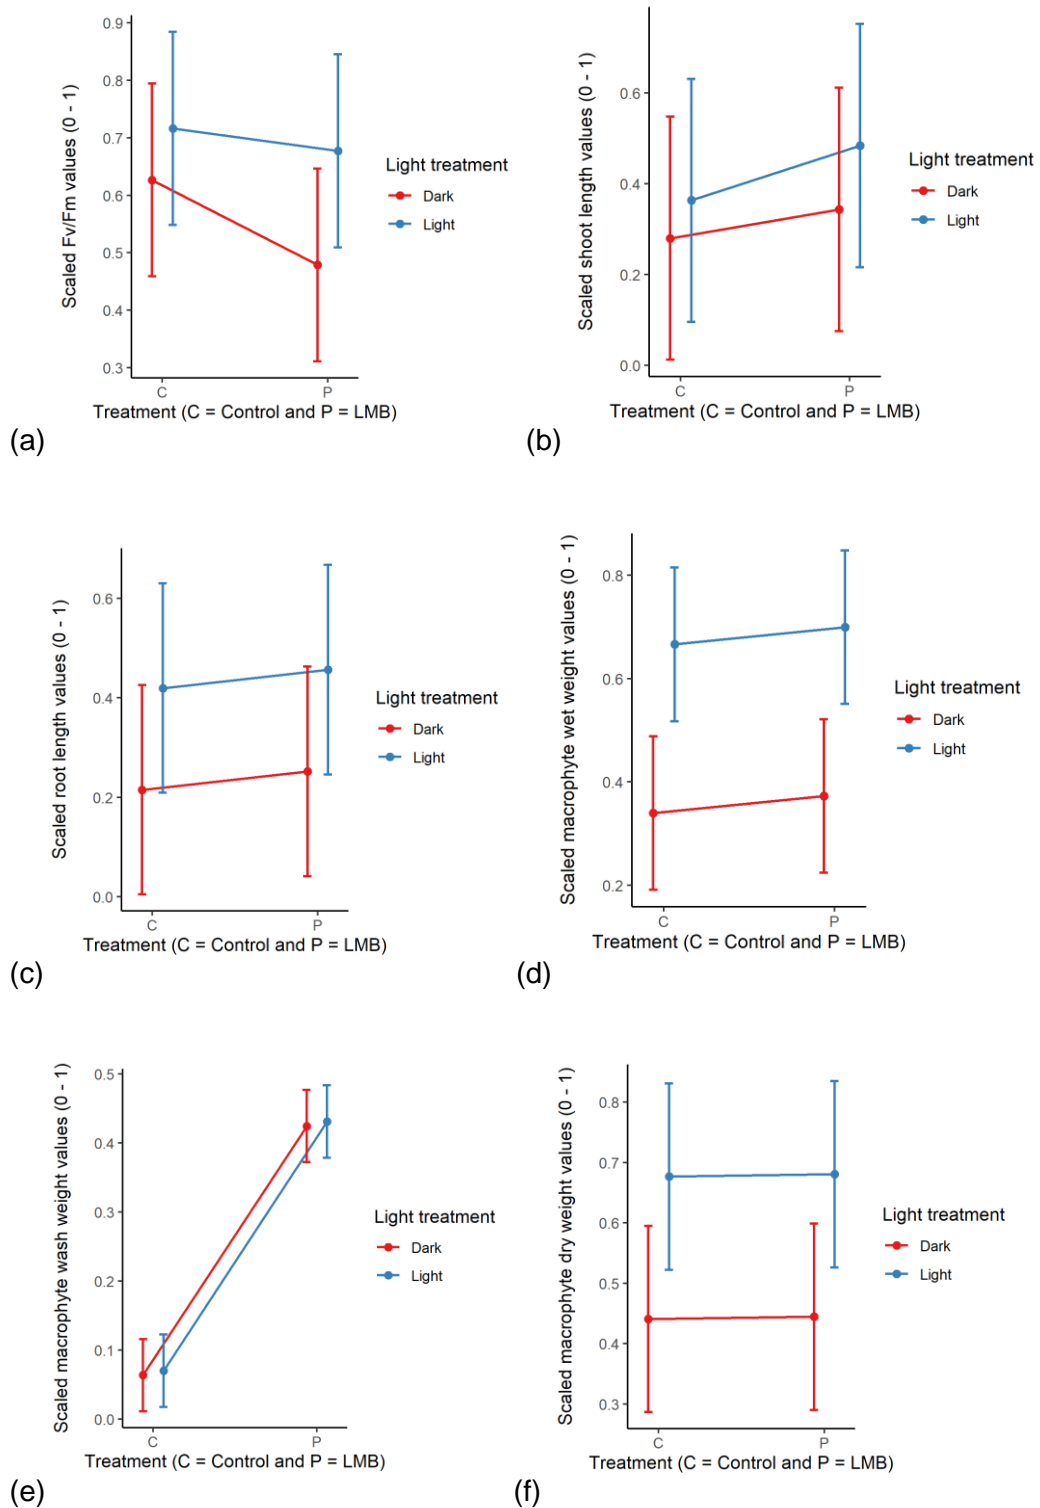 Scaled Fv/Fm values (0 - 1)
0.9
0.8
0.7
0.6
0.5
0.4
0.3
C
P
Treatment (C = Control and P = LMB)
Light treatment
Dark
Light
(a)
Scaled shoot length values (0 - 1)
0.6
0.4
0.2
0.0
C
P
Treatment (C = Control and P = LMB)
Light treatment
Dark
Light
(b)
Scaled root length values (0 - 1)
0.6
0.4
0.2
0.0
C
P
Treatment (C = Control and P = LMB)
Light treatment
Dark
Light
(c)
Scaled macrophyte wet weight values (0 - 1)
0.8
0.6
0.4
0.2
C
P
Treatment (C = Control and P = LMB)
Light treatment
Dark
Light
(d)
Scaled macrophyte wash weight values (0 - 1)
0.5
0.4
0.3
0.2
0.1
0.0
C
P
Treatment (C = Control and P = LMB)
Light treatment
Dark
Light
(e)
Scaled macrophyte dry weight values (0 - 1)
0.8
0.7
0.6
0.5
0.4
0.3
C
P
Treatment (C = Control and P = LMB)
Light treatment
Dark
Light
(f)